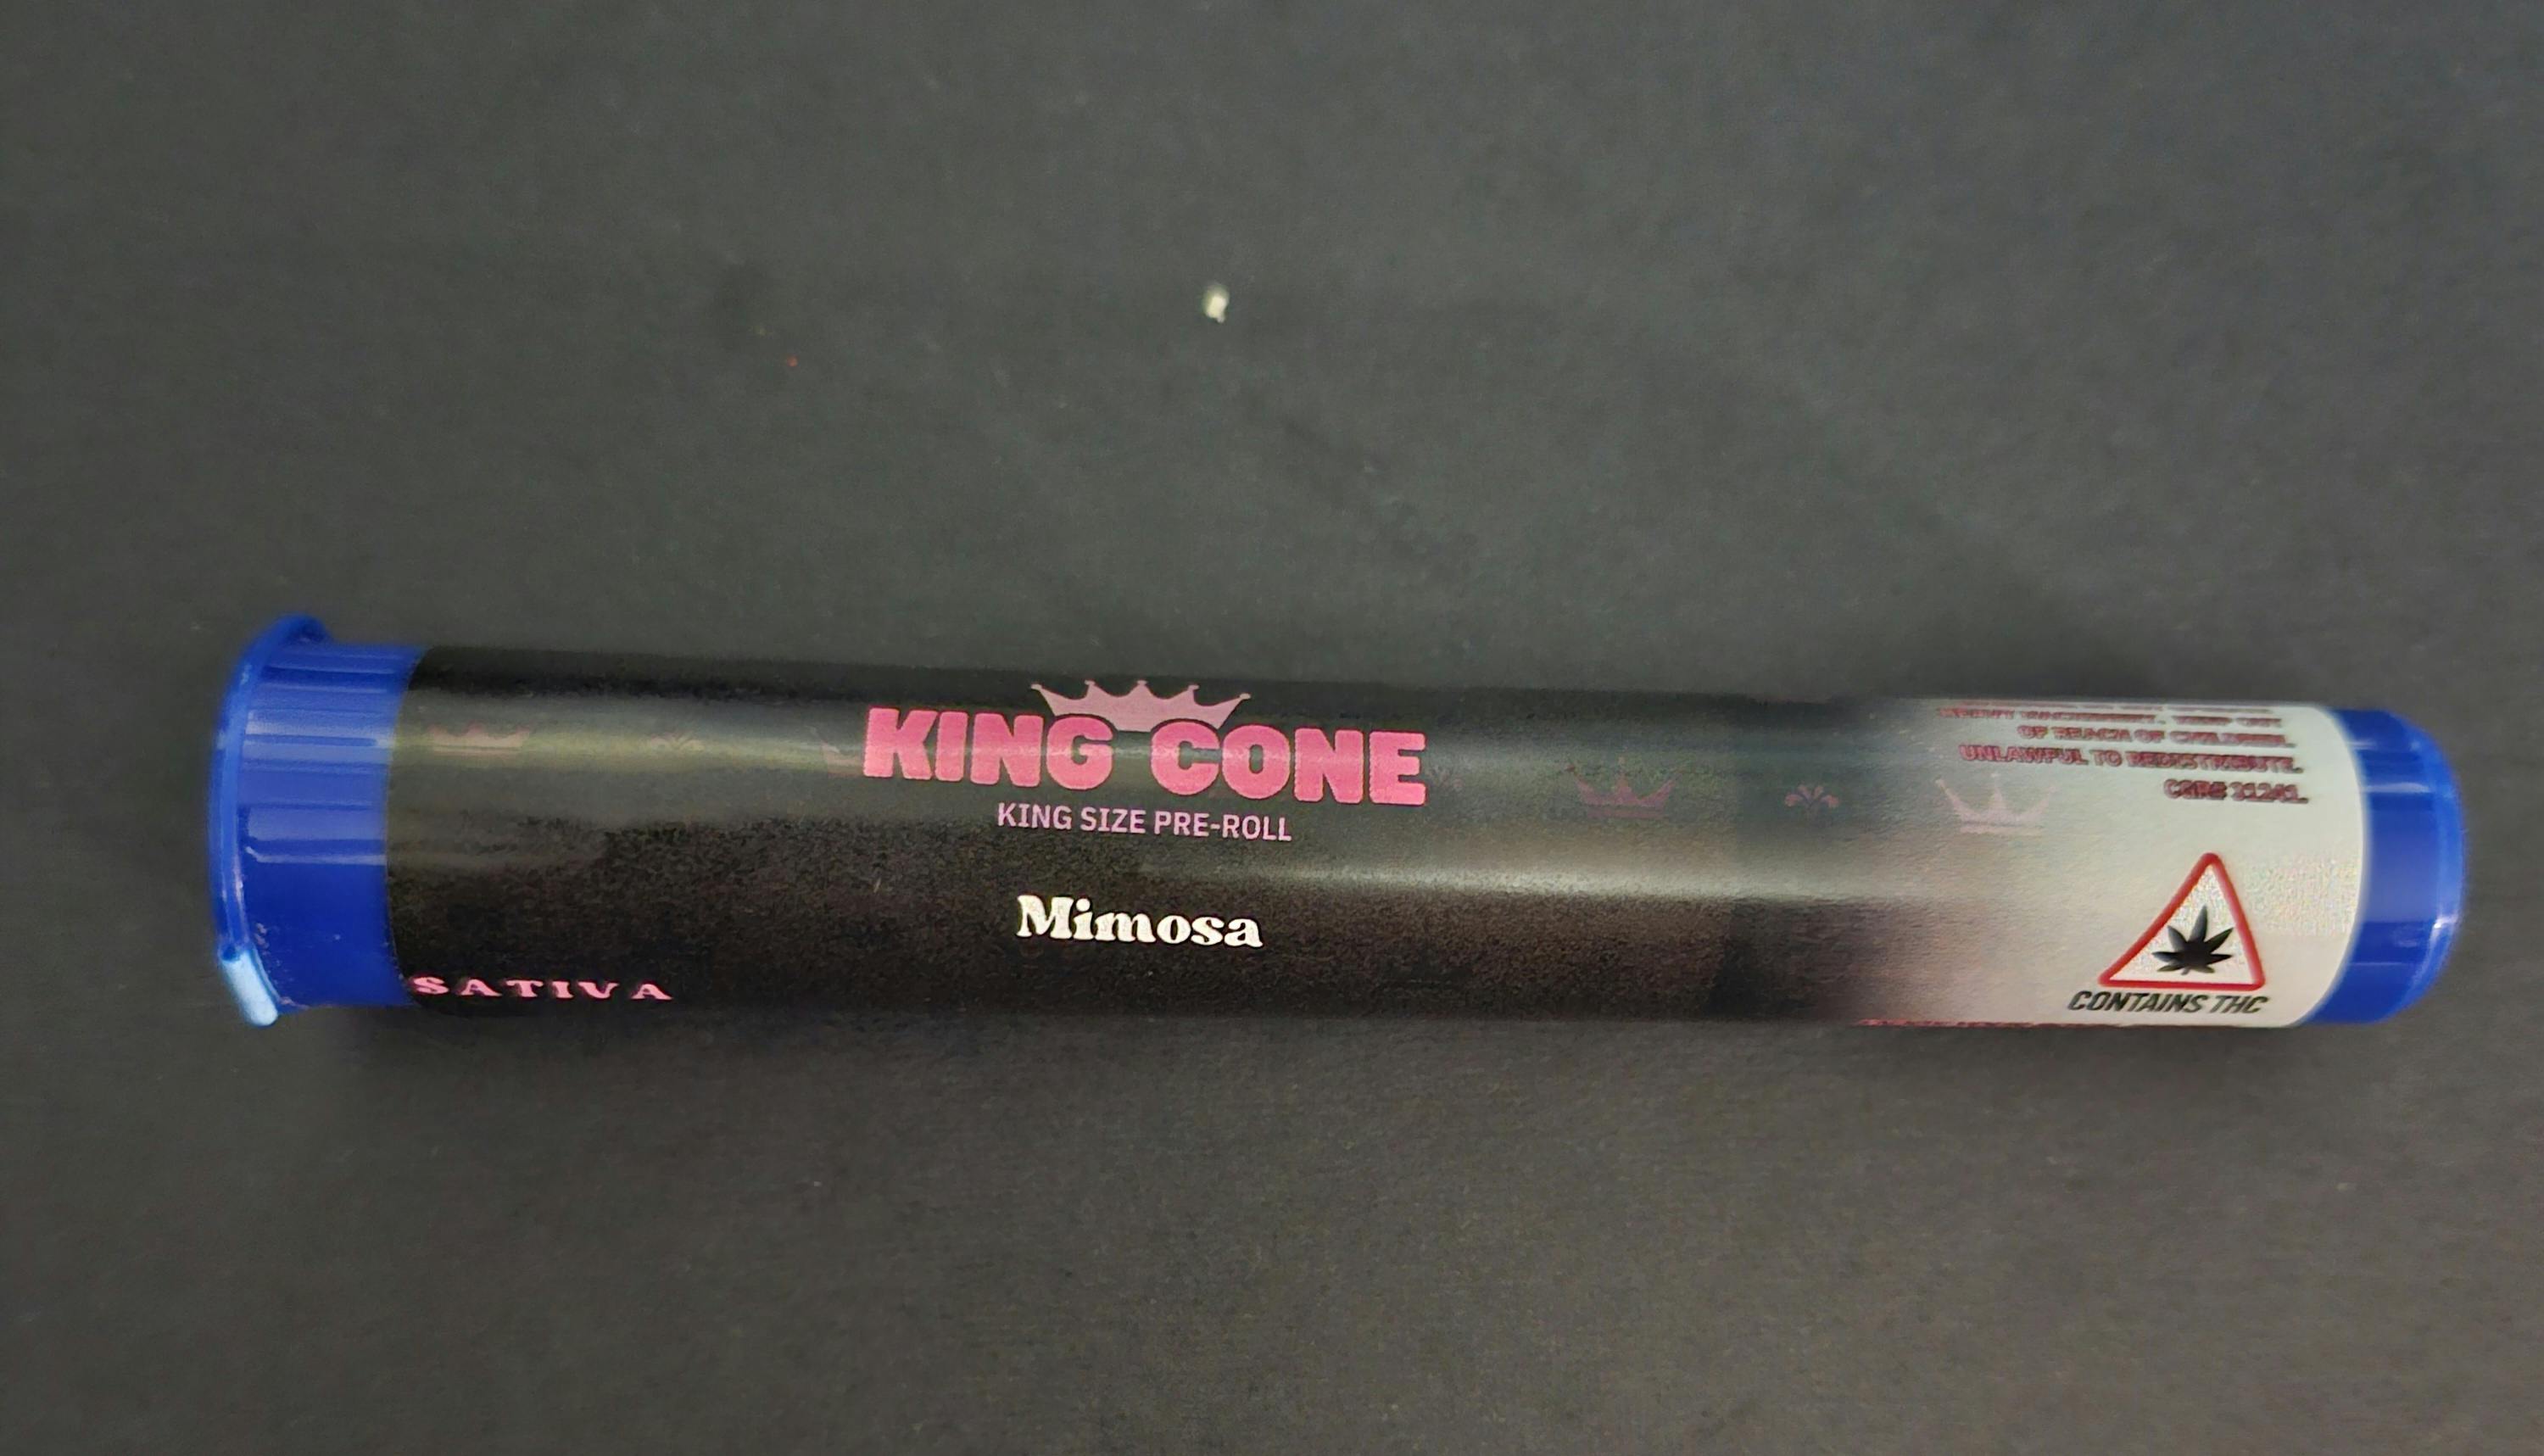 KING CONE
KING SIZE PRE-ROLL
Mimosa
SATIVA
OF REACH OF CHILDREN.
UNLAWFUL TO REDISTRIBUTE.
CONTAINS THC